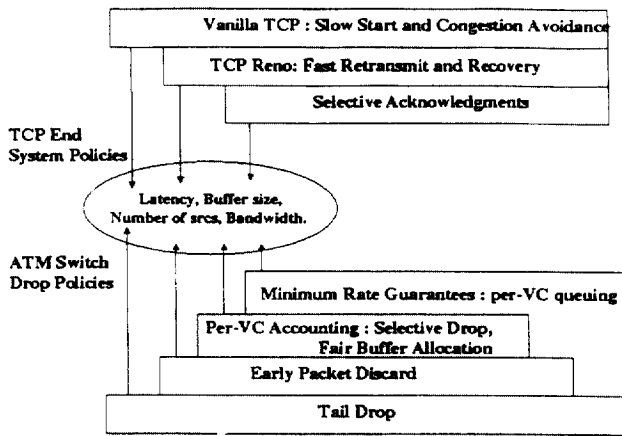 Vanilla TCP : Slow Start and Congestion Avoidance
TCP Reno: Fast Retransmit and Recovery
Selective Acknowledgments
TCP End
System Policies
Latency, Buffer size,
Number of srcs, Bandwidth.
ATM Switch
Drop Policies
Minimum Rate Guarantees : per-VC queuing
Per-VC Accounting : Selective Drop,
Fair Buffer Allocation
Early Packet Discard
Tail Drop